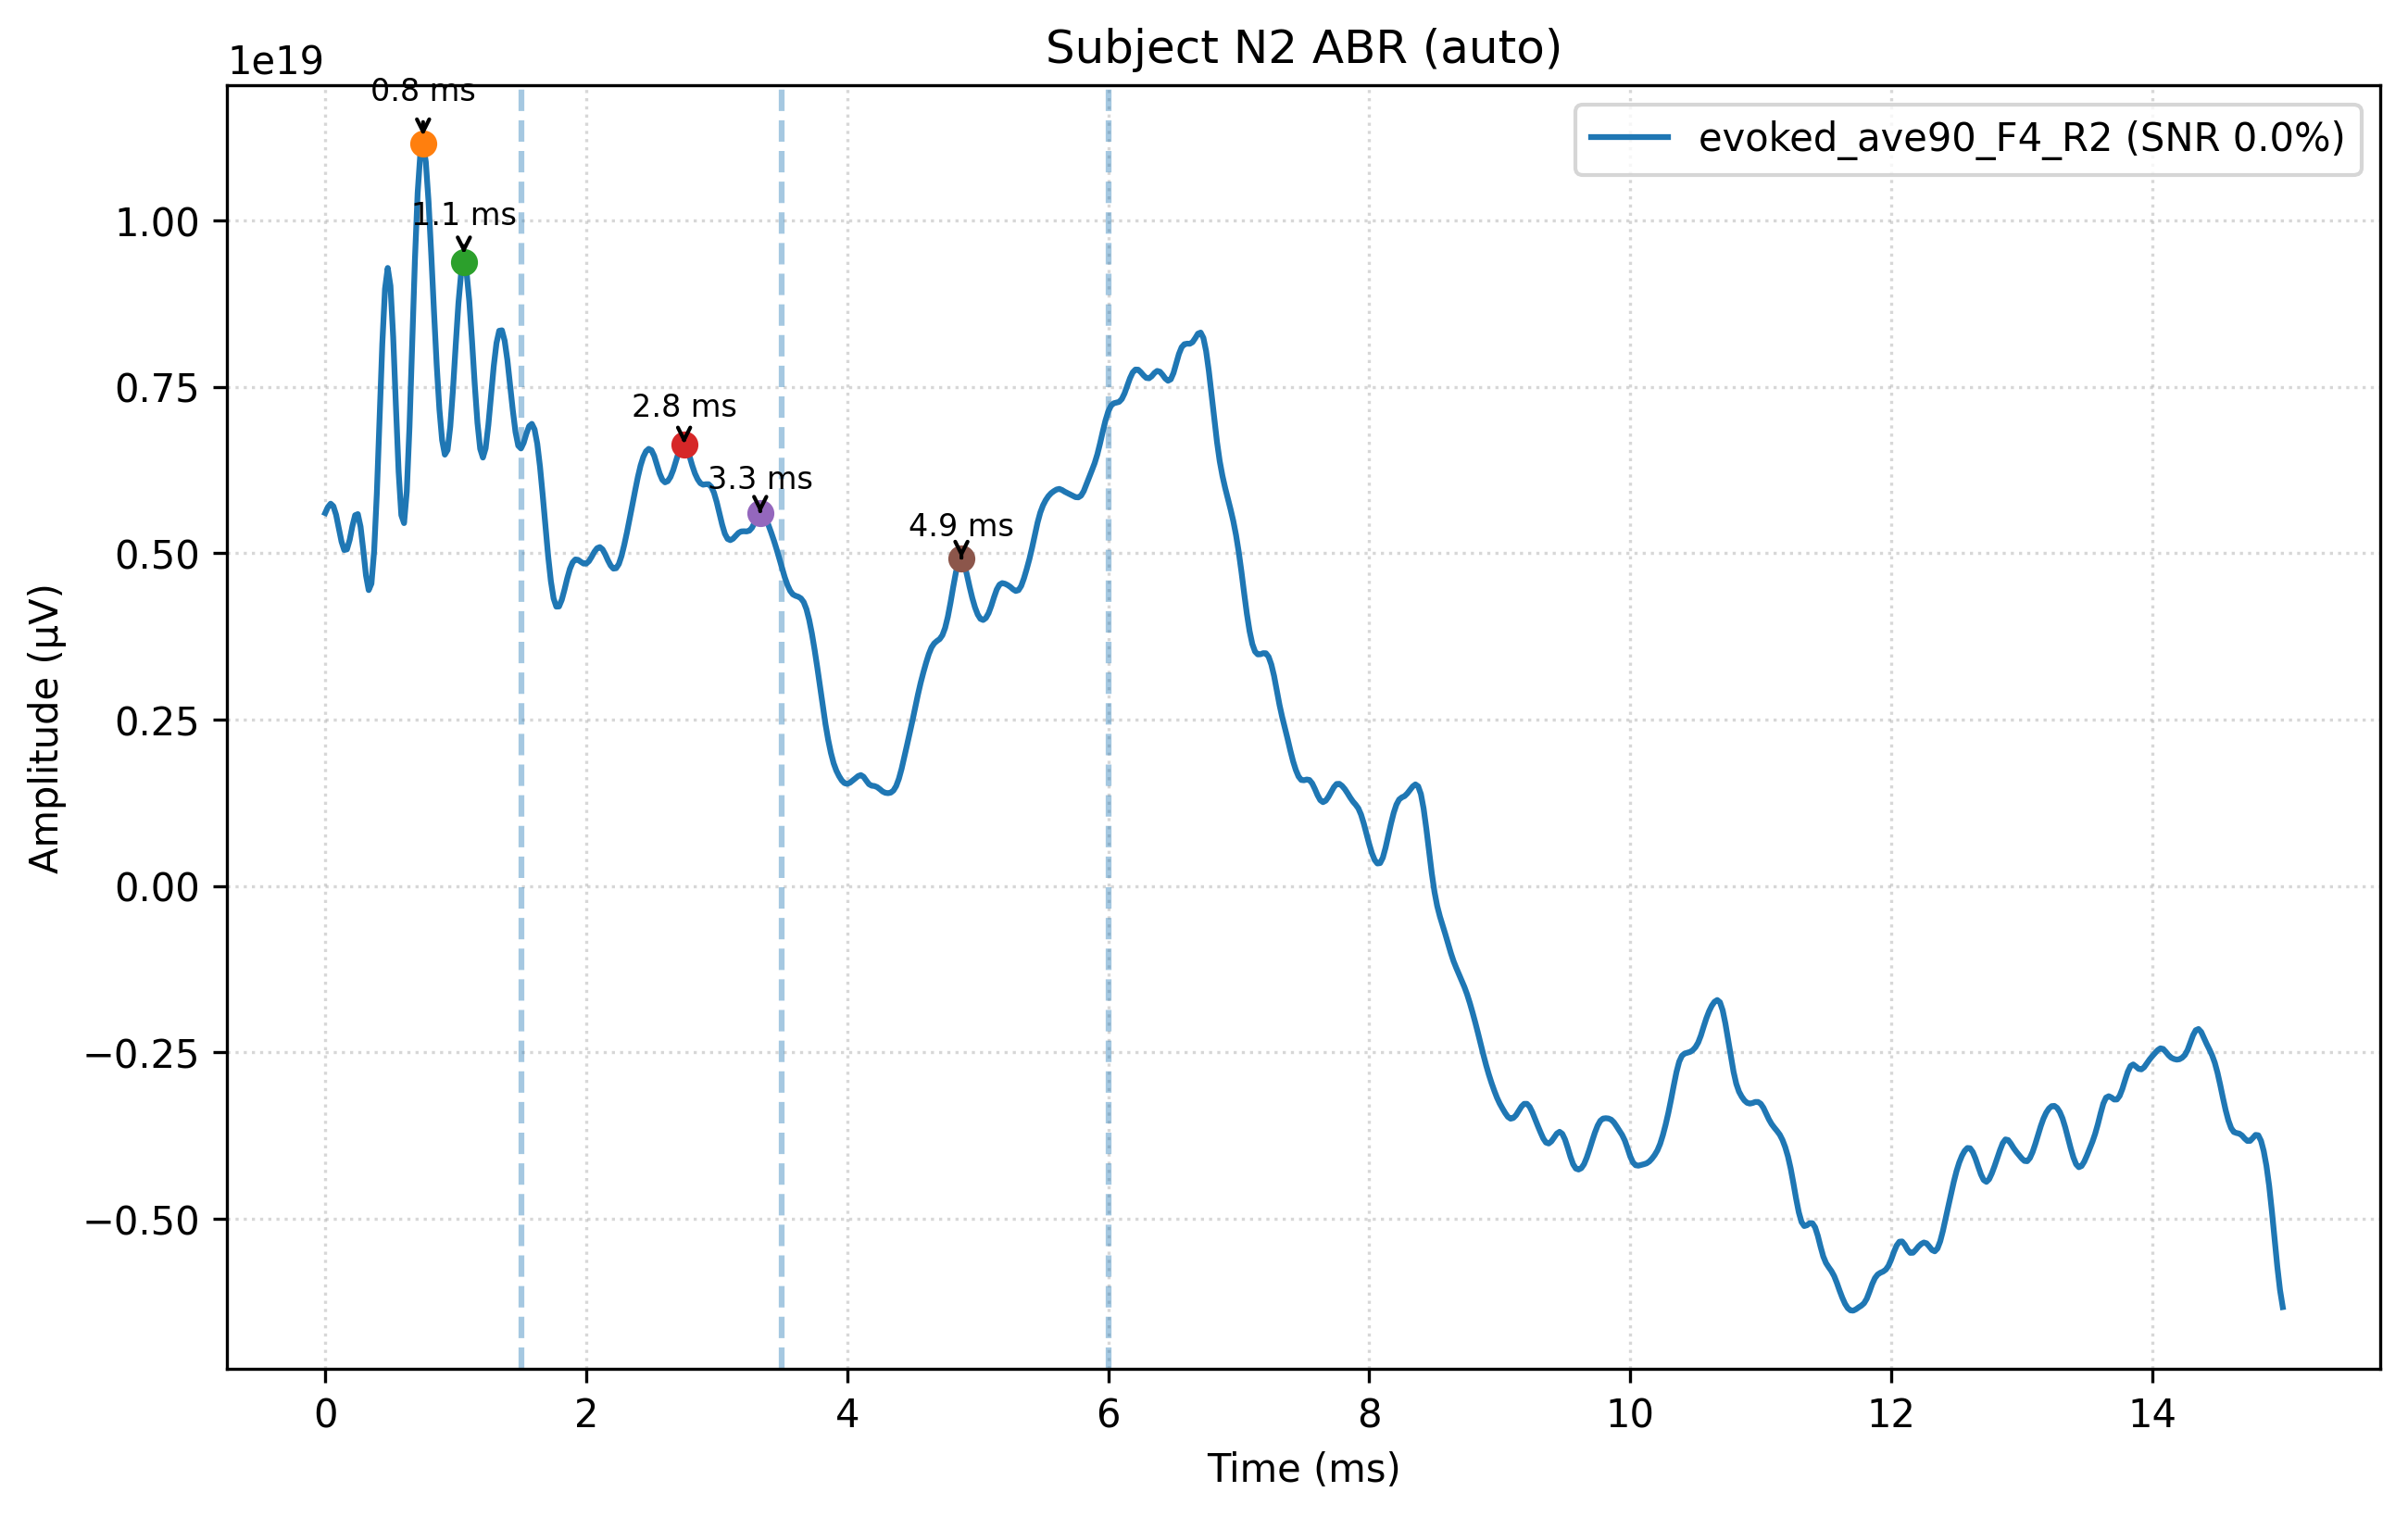 Subject N2 ABR (auto)
1e19
evoked_ave90_F4_R2 (SNR 0.0%)
0.8 ms
1.1 ms
2.8 ms
3.3 ms
4.9 ms
Amplitude (µV)
1.00
0.75
0.50
0.25
0.00
−0.25
−0.50
0 2 4 6 8 10 12 14
Time (ms)